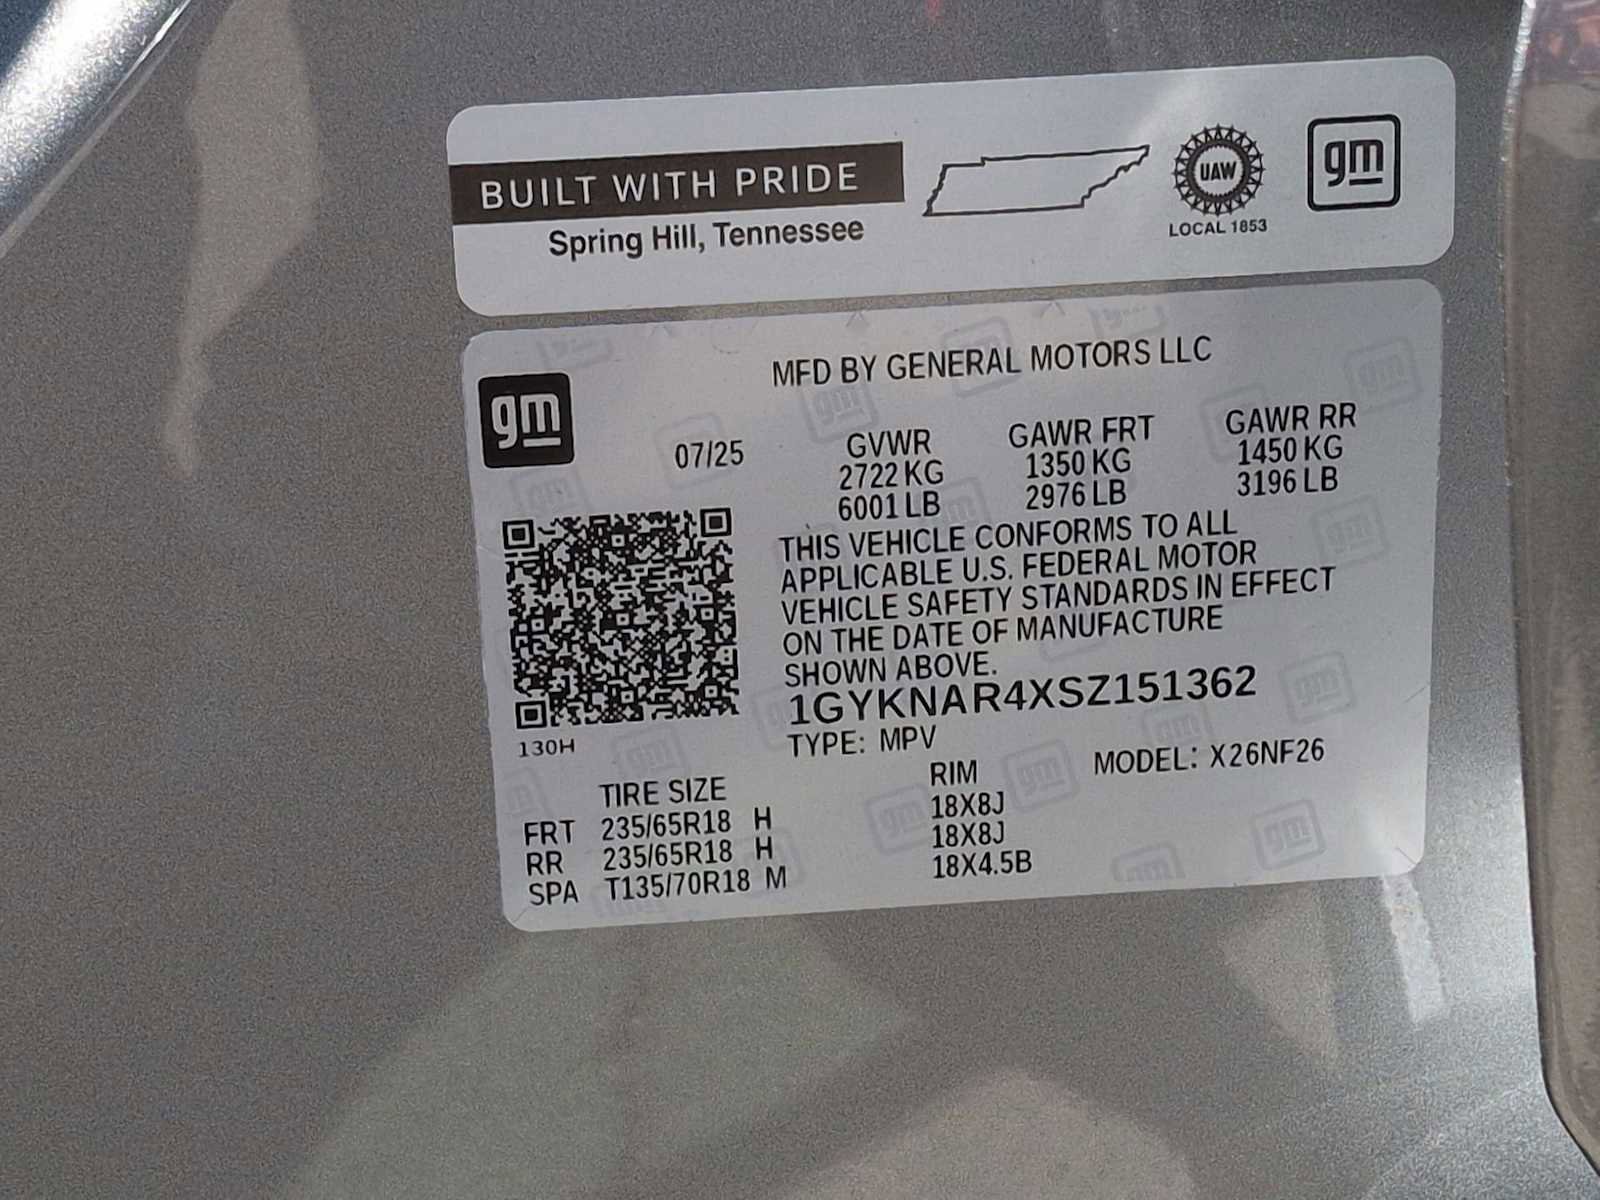 BUILT WITH PRIDE
Spring Hill, Tennessee
UAW
LOCAL 1853
gm
MFD BY GENERAL MOTORS LLC
gm
07/25
GVWR
2722 KG
6001 LB
GAWR FRT
1350 KG
2976 LB
GAWR RR
1450 KG
3196 LB
THIS VEHICLE CONFORMS TO ALL
APPLICABLE U.S. FEDERAL MOTOR
VEHICLE SAFETY STANDARDS IN EFFECT
ON THE DATE OF MANUFACTURE
SHOWN ABOVE.
1GYKNAR4XSZ151362
130H
TYPE: MPV
MODEL: X26NF26
TIRE SIZE RIM
FRT 235/65R18 H 18X8J
RR 235/65R18 H 18X8J
SPA T135/70R18 M 18X4.5B